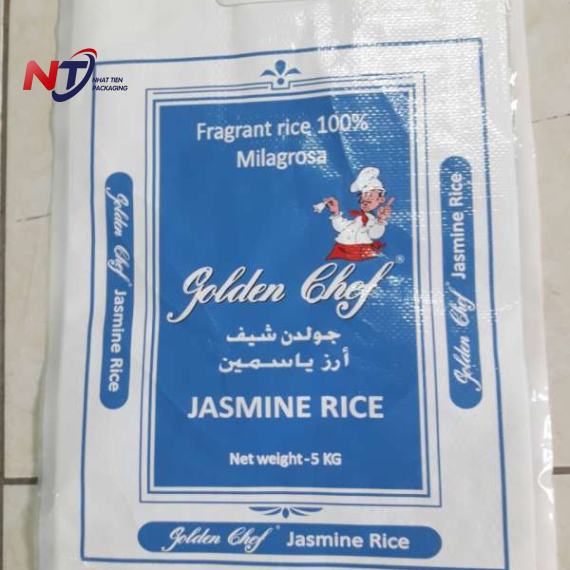 NT
NHAT TIEN
PACKAGING
Fragrant rice 100%
Milagrosa
Golden Chef®
جولدن شيف
أرز ياسمين
JASMINE RICE
Net weight-5 KG
Golden Chef Jasmine Rice
Golden Chef Jasmine Rice
Golden Chef® Jasmine Rice